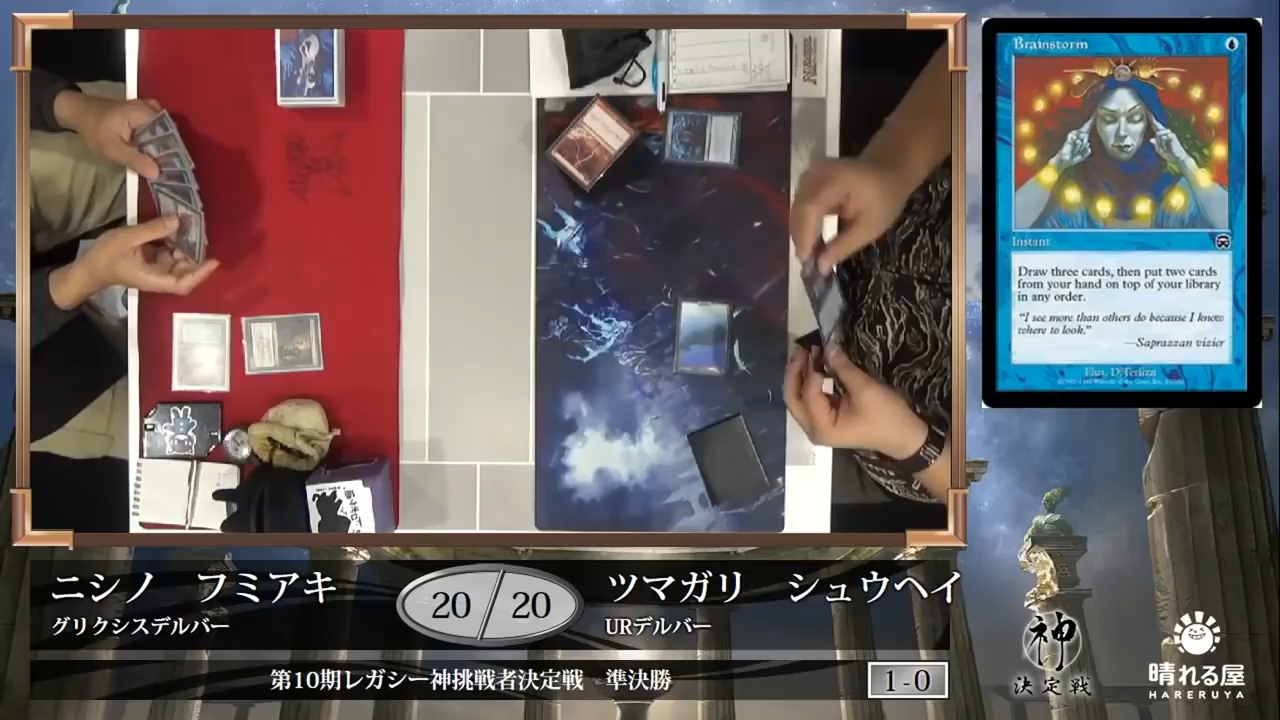 Brainstorm
Instant
Draw three cards, then put two cards
from your hand on top of your library
in any order.
"I see more than others do because I know
where to look."
—Saprazzan vizier
ニシノ フミアキ
グリクシスデルバー
20 / 20
ツマガリ シュウヘイ
URデルバー
第10期レガシー神挑戦者決定戦 準決勝
1-0
神
決定戦
晴れる屋
HARERUYA